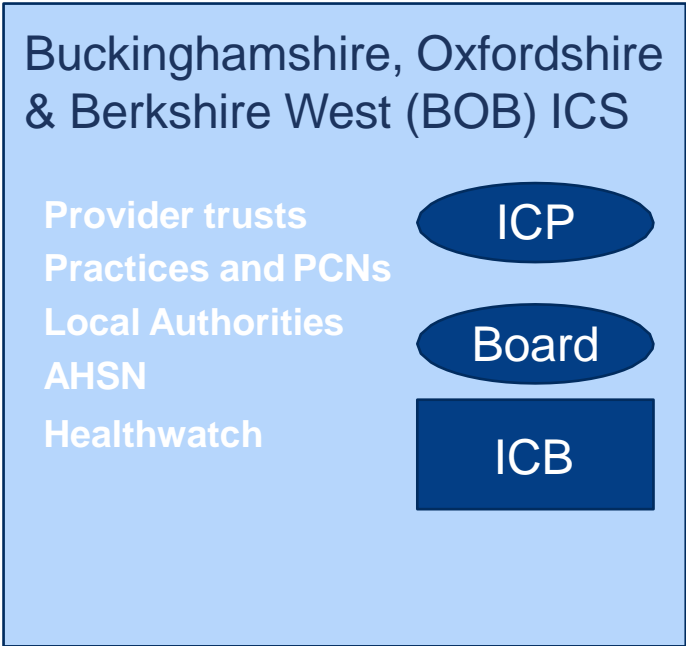 Buckinghamshire, Oxfordshire
& Berkshire West (BOB) ICS
Provider trusts
Practices and PCNs
Local Authorities
AHSN
Healthwatch
ICP
Board
ICB